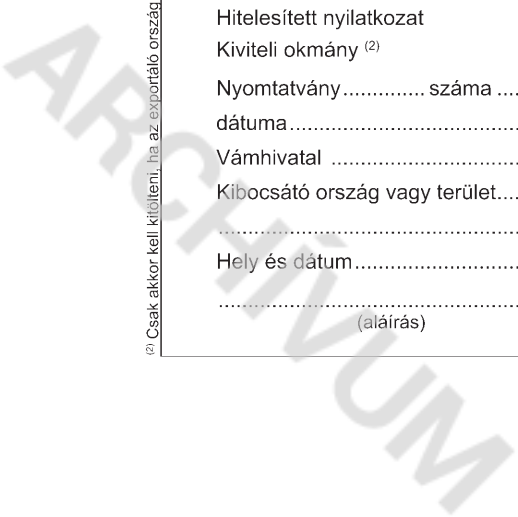 Hitelesített nyilatkozat
Kiviteli okmány (2)
Nyomtatvány.............. száma ....
dátuma.......................................
Vámhivatal ................................
Kibocsátó ország vagy terület....
...................................................
Hely és dátum............................
...................................................
(aláírás)
(2) Csak akkor kell kitölteni, ha az exportáló ország
ARCHÍVUM